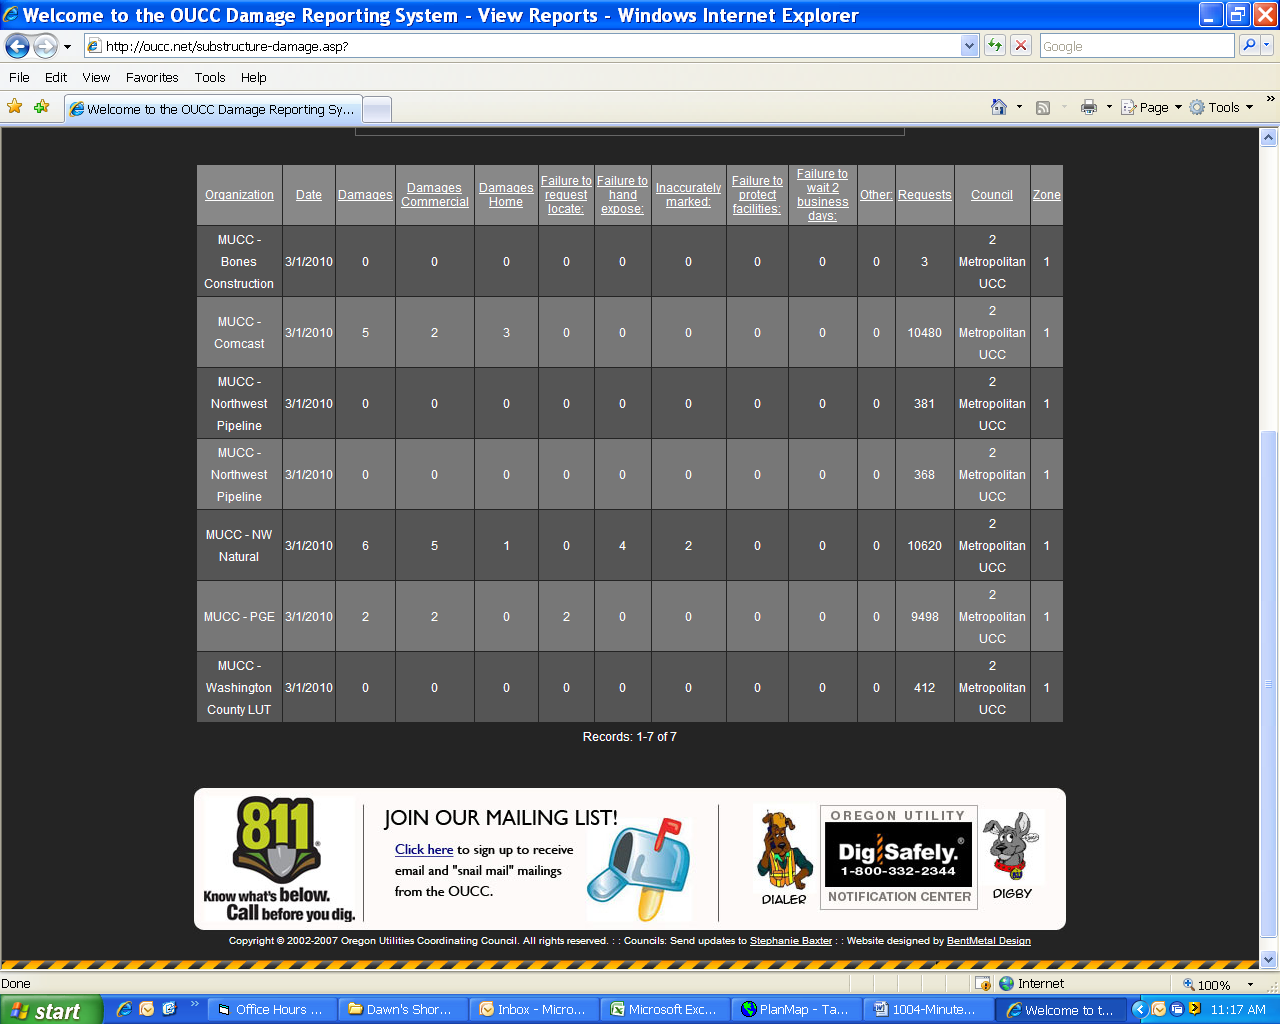 Welcome to the OUCC Damage Reporting System - View Reports - Windows Internet Explorer
http://oucc.net/substructure-damage.asp?
Google
File Edit View Favorites Tools Help
Welcome to the OUCC Damage Reporting Sy...
Page Tools
Organization Date Damages Damages Commercial Damages Home Failure to request locate: Failure to hand expose: Inaccurately marked: Failure to protect facilities: Failure to wait 2 business days: Other: Requests Council Zone
MUCC - Bones Construction 3/1/2010 0 0 0 0 0 0 0 0 0 3 2 Metropolitan UCC 1
MUCC - Comcast 3/1/2010 5 2 3 0 0 0 0 0 0 10480 2 Metropolitan UCC 1
MUCC - Northwest Pipeline 3/1/2010 0 0 0 0 0 0 0 0 0 381 2 Metropolitan UCC 1
MUCC - Northwest Pipeline 3/1/2010 0 0 0 0 0 0 0 0 0 368 2 Metropolitan UCC 1
MUCC - NW Natural 3/1/2010 6 5 1 0 4 2 0 0 0 10620 2 Metropolitan UCC 1
MUCC - PGE 3/1/2010 2 2 0 2 0 0 0 0 0 9498 2 Metropolitan UCC 1
MUCC - Washington County LUT 3/1/2010 0 0 0 0 0 0 0 0 0 412 2 Metropolitan UCC 1
Records: 1-7 of 7
811
Know what's below.
Call before you dig.
JOIN OUR MAILING LIST!
Click here to sign up to receive
email and "snail mail" mailings
from the OUCC.
DIALER
OREGON UTILITY
Dig Safely.
1-800-332-2344
NOTIFICATION CENTER
DIGBY
Copyright © 2002-2007 Oregon Utilities Coordinating Council. All rights reserved. : : Councils: Send updates to Stephanie Baxter : : Website designed by BentMetal Design
Done
Internet
100%
start
Office Hours ...
Dawn's Shor...
Inbox - Micro...
Microsoft Exc...
PlanMap - Ta...
1004-Minute...
Welcome to t...
11:17 AM